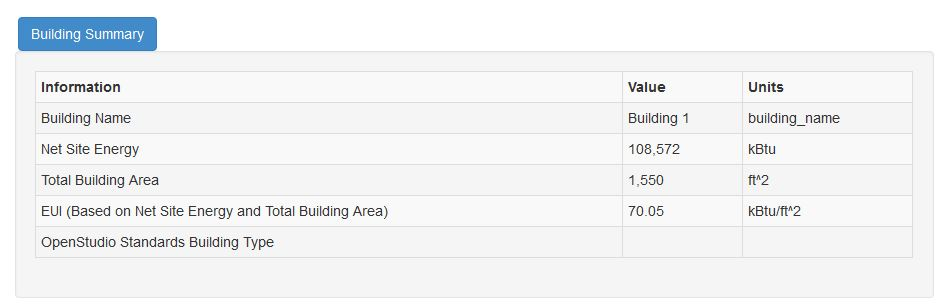 Building Summary
Information Value Units
Building Name Building 1 building_name
Net Site Energy 108,572 kBtu
Total Building Area 1,550 ft^2
EUI (Based on Net Site Energy and Total Building Area) 70.05 kBtu/ft^2
OpenStudio Standards Building Type